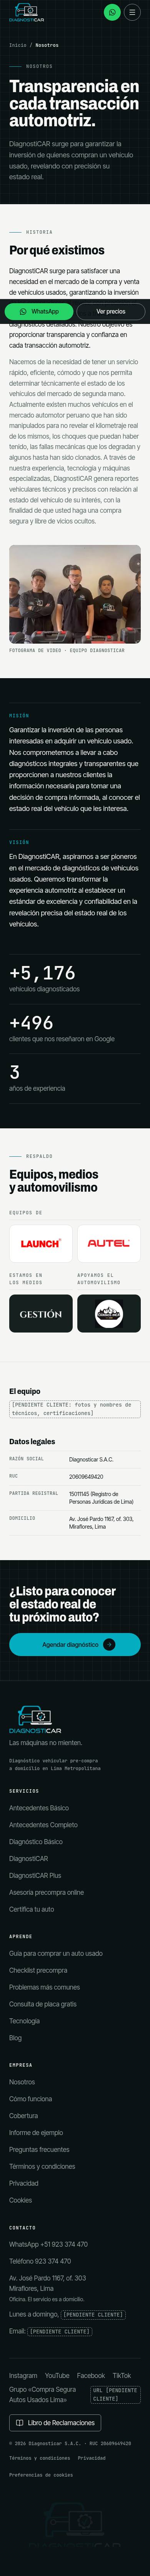 DIAGNOSTICAR
Inicio / Nosotros
NOSOTROS
Transparencia en
cada transacción
automotriz.
DiagnostiCAR surge para garantizar la
inversión de quienes compran un vehículo
usado, revelando con precisión su
estado real.
HISTORIA
Por qué existimos
DiagnostiCAR surge para satisfacer una
necesidad en el mercado de la compra y venta
de vehículos usados, garantizando la inversión
WhatsApp
Ver precios
diagnósticos detallados. Nuestro objetivo es
proporcionar transparencia y confianza en
cada transacción automotriz.
Nacemos de la necesidad de tener un servicio
rápido, eficiente, cómodo y que nos permita
determinar técnicamente el estado de los
vehículos del mercado de segunda mano.
Actualmente existen muchos vehículos en el
mercado automotor peruano que han sido
manipulados para no revelar el kilometraje real
de los mismos, los choques que puedan haber
tenido, las fallas mecánicas y la degradación y
algunos hasta han sido clonados. A través de
nuestra experiencia, tecnología y máquinas
especializadas, DiagnostiCAR genera reportes
veraces y con posición neutral con relación al
estado del vehículo de su interés, con la
finalidad de que usted haga una compra
segura y libre de vicios ocultos.
FOTOGRAMA DE VIDEO · EQUIPO DIAGNOSTICAR
MISIÓN
Garantizar la inversión de las personas
interesadas en adquirir un vehículo usado.
Nos comprometemos a llevar a cabo
diagnósticos integrales y transparentes que
proporcionen a nuestros clientes la
información necesaria para tomar una
decisión de compra informada, al conocer el
estado real del vehículo que les interesa.
VISIÓN
En DiagnostiCAR, aspiramos a ser pioneros
en el mercado de diagnósticos de vehículos
usados. Queremos transformar la
experiencia automotriz al establecer un
estándar de excelencia y confiabilidad en la
revelación precisa del estado real de los
vehículos.
+5,176
vehículos diagnosticados
+496
clientes que nos reseñaron en Google
3
años de experiencia
RESPALDO
Equipos, medios
y automovilismo
EQUIPOS DE
LAUNCH
AUTEL
ESTAMOS EN
LOS MEDIOS
APOYAMOS EL
AUTOMOVILISMO
GESTIÓN
El equipo
[PENDIENTE CLIENTE: fotos y nombres de
técnicos, certificaciones]
Datos legales
RAZÓN SOCIAL
Diagnosticar S.A.C.
RUC
20609649420
PARTIDA REGISTRAL
15011145 (Registro de
Personas Jurídicas de Lima)
DOMICILIO
Av. José Pardo 1167, of. 303,
Miraflores, Lima
¿Listo para conocer
el estado real de
tu próximo auto?
Agendar diagnóstico
DIAGNOSTICAR
Las máquinas no mienten.
Diagnóstico vehicular pre-compra
a domicilio en Lima Metropolitana
SERVICIOS
Antecedentes Básico
Antecedentes Completo
Diagnóstico Básico
DiagnostiCAR
DiagnostiCAR Plus
Asesoría precompra online
Certifica tu auto
APRENDE
Guía para comprar un auto usado
Checklist precompra
Problemas más comunes
Consulta de placa gratis
Tecnología
Blog
EMPRESA
Nosotros
Cómo funciona
Cobertura
Informe de ejemplo
Preguntas frecuentes
Términos y condiciones
Privacidad
Cookies
CONTACTO
WhatsApp +51 923 374 470
Teléfono 923 374 470
Av. José Pardo 1167, of. 303
Miraflores, Lima
Oficina. El servicio es a domicilio.
Lunes a domingo, [PENDIENTE CLIENTE]
Email: [PENDIENTE CLIENTE]
Instagram YouTube Facebook TikTok
Grupo «Compra Segura
Autos Usados Lima»
URL [PENDIENTE
CLIENTE]
Libro de Reclamaciones
© 2026 Diagnosticar S.A.C. · RUC 20609649420
Términos y condiciones Privacidad
Preferencias de cookies
DIAGNOSTICAR